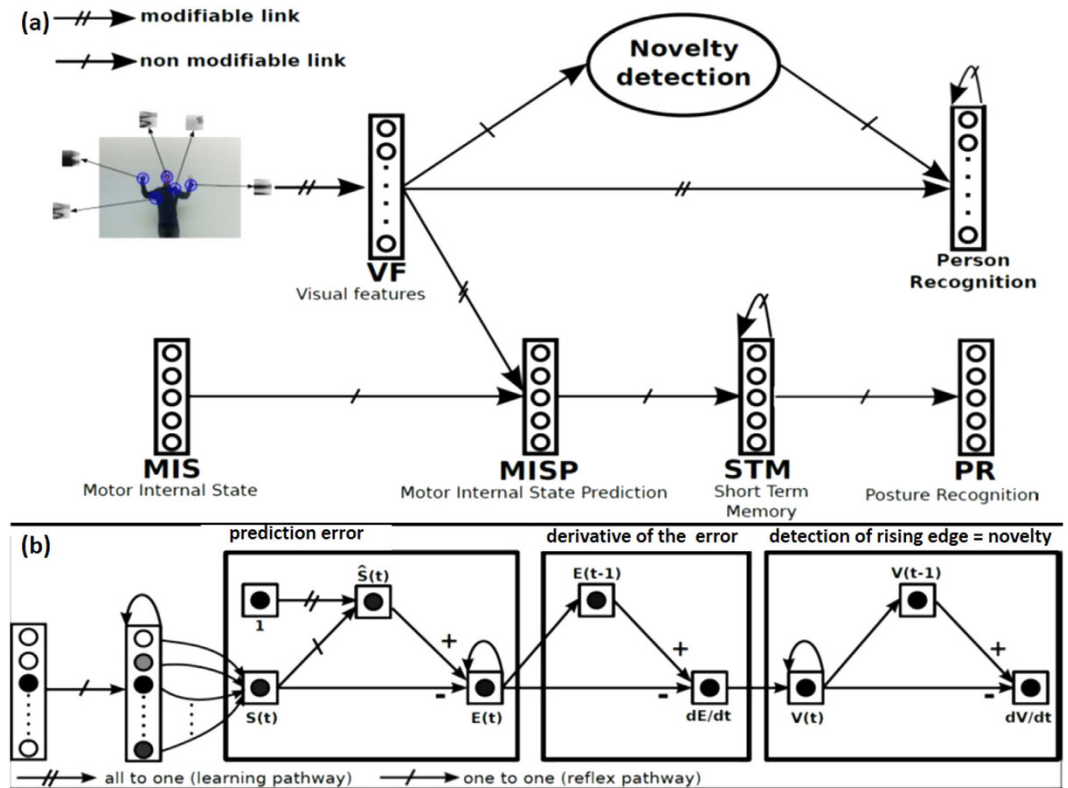 (a)
modifiable link
non modifiable link
Novelty
detection
VF
Visual features
Person
Recognition
MIS
Motor Internal State
MISP
Motor Internal State Prediction
STM
Short Term
Memory
PR
Posture Recognition
(b)
prediction error
derivative of the error
detection of rising edge = novelty
1
Ŝ(t)
+
-
S(t)
E(t)
E(t-1)
+
-
dE/dt
V(t-1)
+
-
V(t)
dV/dt
all to one (learning pathway)
one to one (reflex pathway)